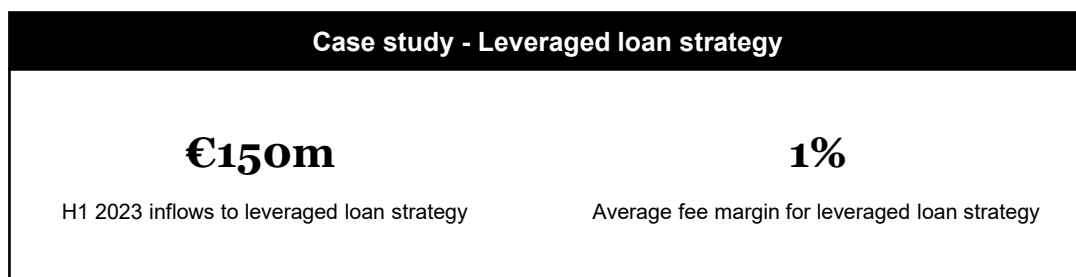 Case study - Leveraged loan strategy
€150m
1%
H1 2023 inflows to leveraged loan strategy
Average fee margin for leveraged loan strategy